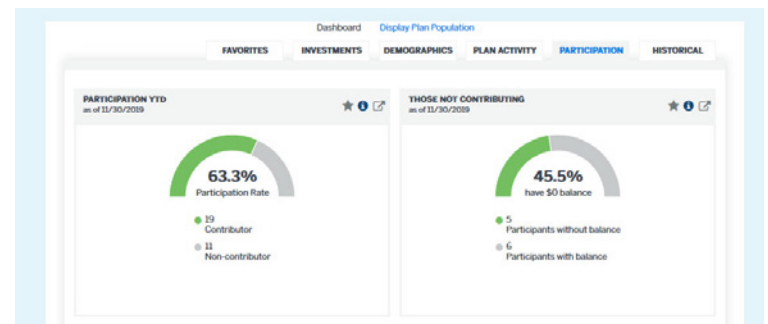 Dashboard Display Plan Population
FAVORITES INVESTMENTS DEMOGRAPHICS PLAN ACTIVITY PARTICIPATION HISTORICAL
PARTICIPATION YTD
as of 11/30/2019
63.3%
Participation Rate
19
Contributor
11
Non-contributor
THOSE NOT CONTRIBUTING
as of 11/30/2019
45.5%
have $0 balance
5
Participants without balance
6
Participants with balance